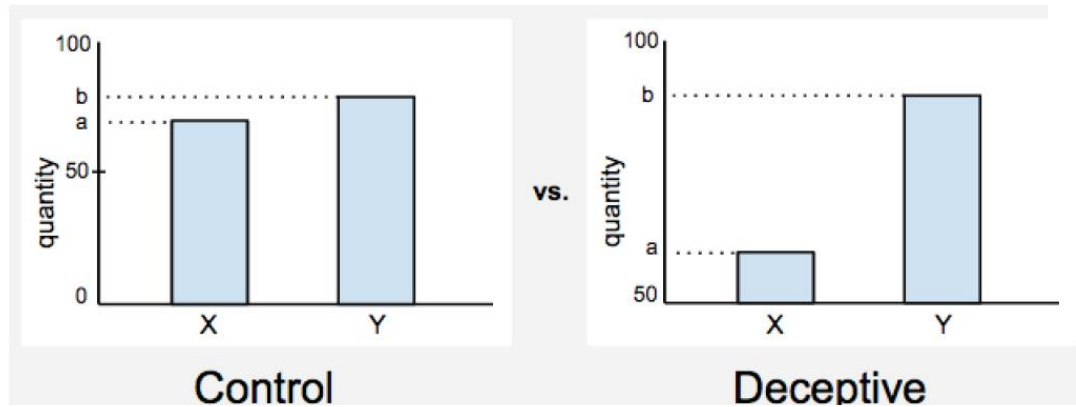 100
b
a
50
0
quantity
X Y
Control
vs.
100
b
a
50
quantity
X Y
Deceptive